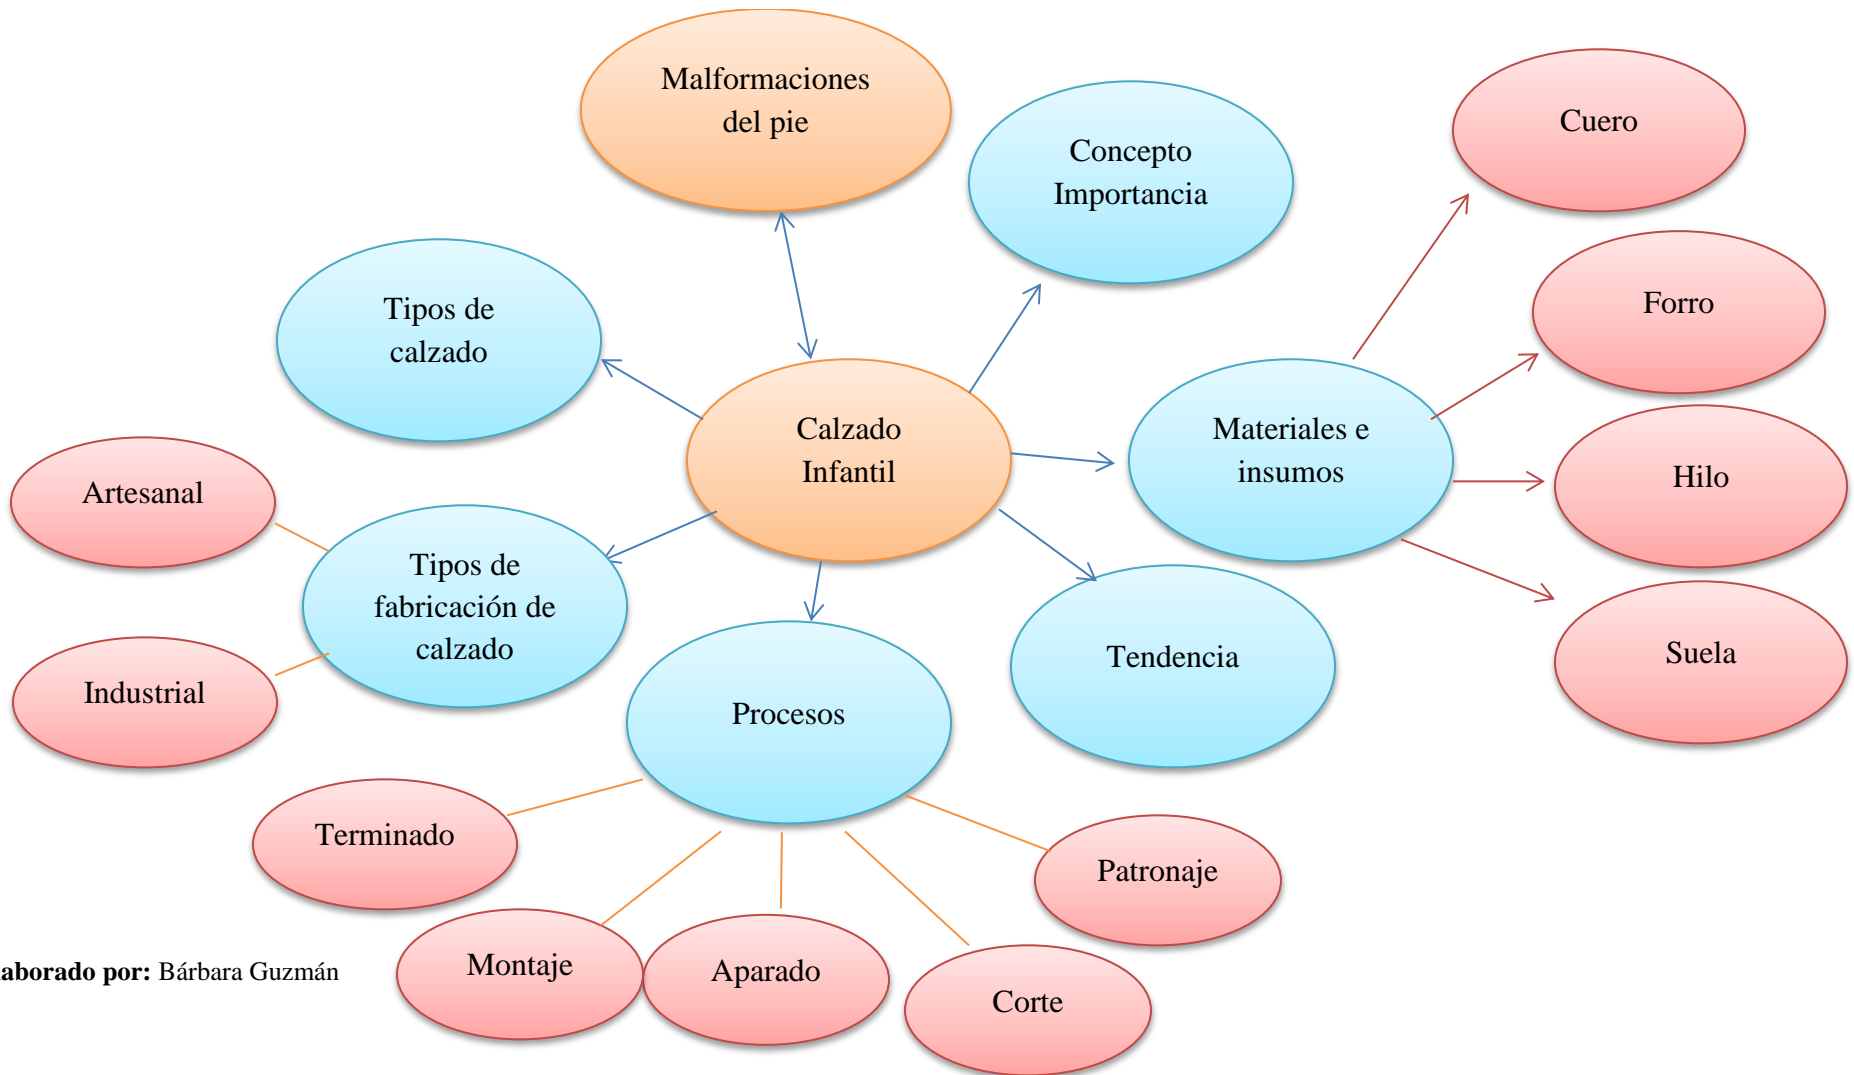 Malformaciones
del pie
Concepto
Importancia
Cuero
Tipos de
calzado
Forro
Calzado
Infantil
Materiales e
insumos
Artesanal
Hilo
Tipos de
fabricación de
calzado
Industrial
Tendencia
Suela
Procesos
Terminado
Patronaje
Montaje
Aparado
Corte
aborado por: Bárbara Guzmán